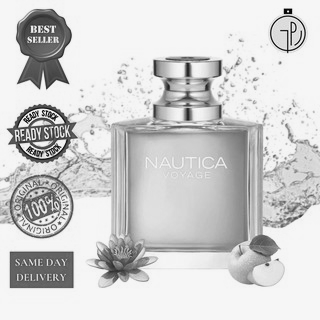 BEST
SELLER
READY STOCK
READY STOCK
READY STOCK
ORIGINAL
100%
ORIGINAL
SAME DAY
DELIVERY
NAUTICA
VOYAGE